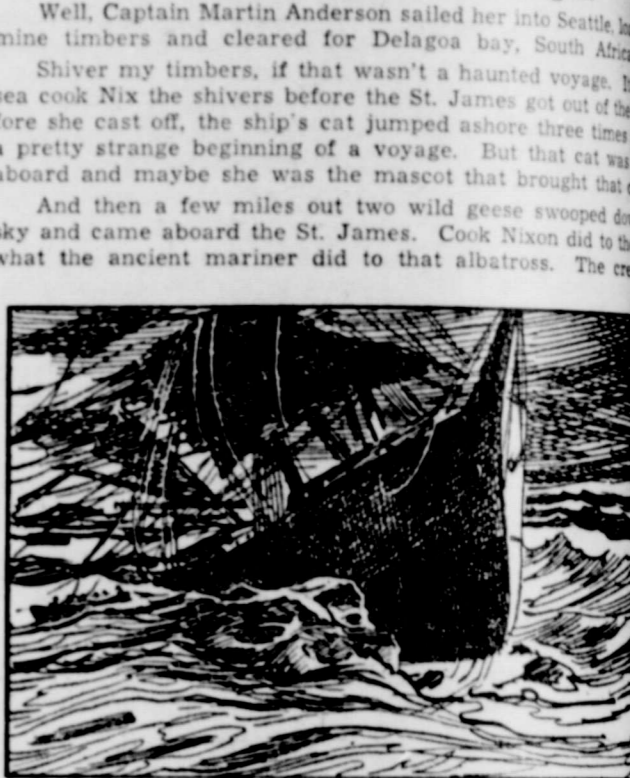 Well, Captain Martin Anderson sailed her into Seattle,
mine timbers and cleared for Delagoa bay, South
Shiver my timbers, if that wasn't a haunted voyage.
sea cook Nix the shivers before the St. James got out of the
fore she cast off, the ship's cat jumped ashore three times
a pretty strange beginning of a voyage. But that cat was
aboard and maybe she was the mascot that brought that
And then a few miles out two wild geese swooped
sky and came aboard the St. James. Cook Nixon did to
what the ancient mariner did to that albatross. The